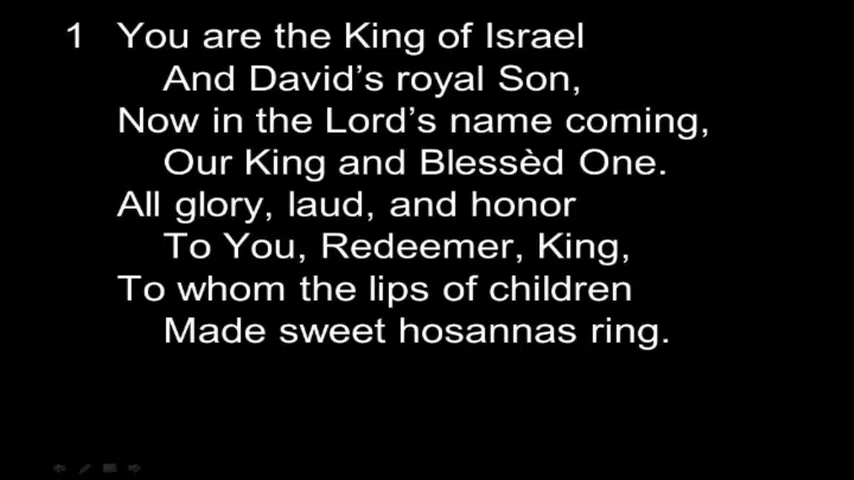 1 You are the King of Israel
And David’s royal Son,
Now in the Lord’s name coming,
Our King and Blessèd One.
All glory, laud, and honor
To You, Redeemer, King,
To whom the lips of children
Made sweet hosannas ring.